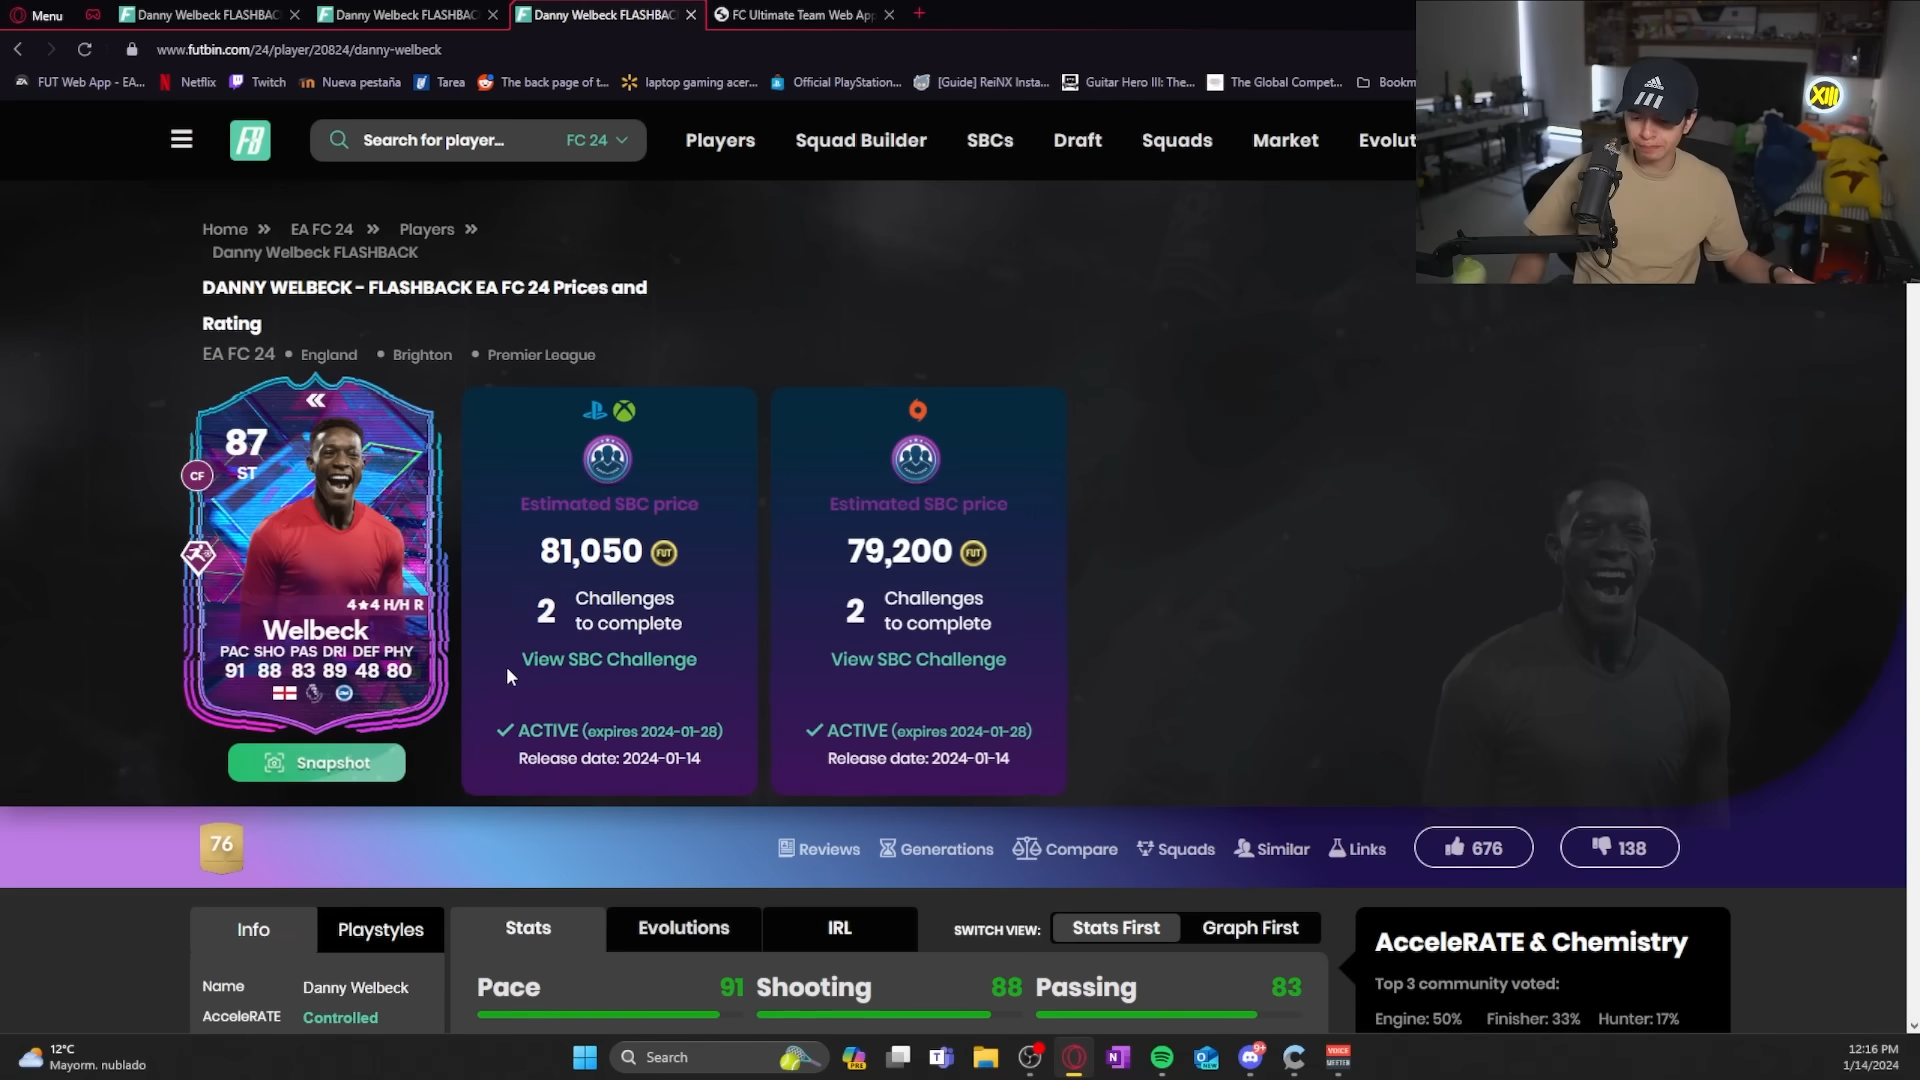 Menu
Danny Welbeck FLASHBAC
Danny Welbeck FLASHBAC
Danny Welbeck FLASHBAC
FC Ultimate Team Web App
www.futbin.com/24/player/20824/danny-welbeck
FUT Web App - EA...
Netflix
Twitch
Nueva pestaña
Tarea
The back page of t...
laptop gaming acer...
Official PlayStation...
[Guide] ReiNX Insta...
Guitar Hero III: The...
The Global Compet...
Bookm
XIII
adidas
FB
Search for player...
FC 24
Players
Squad Builder
SBCs
Draft
Squads
Market
Evolut
Home » EA FC 24 » Players »
Danny Welbeck FLASHBACK
DANNY WELBECK - FLASHBACK EA FC 24 Prices and
Rating
EA FC 24 • England • Brighton • Premier League
87
ST
CF
4★4 H/H R
Welbeck
PAC SHO PAS DRI DEF PHY
91 88 83 89 48 80
Snapshot
Estimated SBC price
81,050 FUT
2 Challenges
to complete
View SBC Challenge
ACTIVE (expires 2024-01-28)
Release date: 2024-01-14
Estimated SBC price
79,200 FUT
2 Challenges
to complete
View SBC Challenge
ACTIVE (expires 2024-01-28)
Release date: 2024-01-14
76
Reviews
Generations
Compare
Squads
Similar
Links
676
138
Info
Playstyles
Stats
Evolutions
IRL
SWITCH VIEW:
Stats First
Graph First
Name Danny Welbeck
AcceleRATE Controlled
Pace 91
Shooting 88
Passing 83
AcceleRATE & Chemistry
Top 3 community voted:
Engine: 50% Finisher: 33% Hunter: 17%
12°C
Mayorm. nublado
Search
PRE
NEW
9+
VOICE
MEETER
12:16 PM
1/14/2024